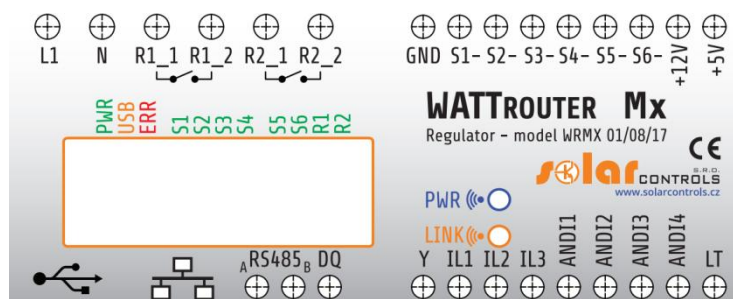 L1 N R1_1 R1_2 R2_1 R2_2
GND S1- S2- S3- S4- S5- S6- +12V +5V
PWR USB ERR S1 S2 S3 S4 S5 S6 R1 R2
WATTROUTER Mx
Regulator – model WRMX 01/08/17
CE
solar
CONTROLS S.R.O.
www.solarcontrols.cz
PWR
LINK
A RS485 B DQ
Y IL1 IL2 IL3 ANDI1 ANDI2 ANDI3 ANDI4 LT